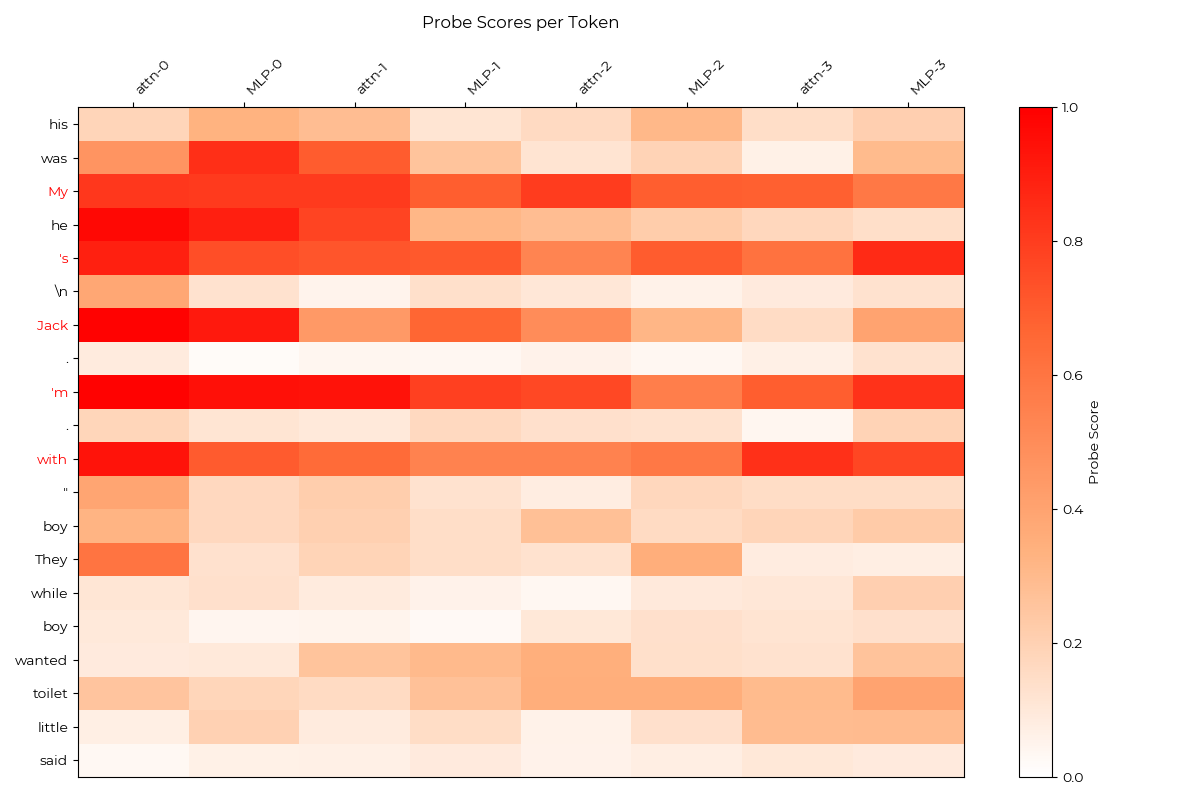 Probe Scores per Token
attn-0 MLP-0 attn-1 MLP-1 attn-2 MLP-2 attn-3 MLP-3
his
was
My
he
's
\n
Jack
.
'm
.
with
"
boy
They
while
boy
wanted
toilet
little
said
1.0
0.8
0.6
0.4
0.2
0.0
Probe Score